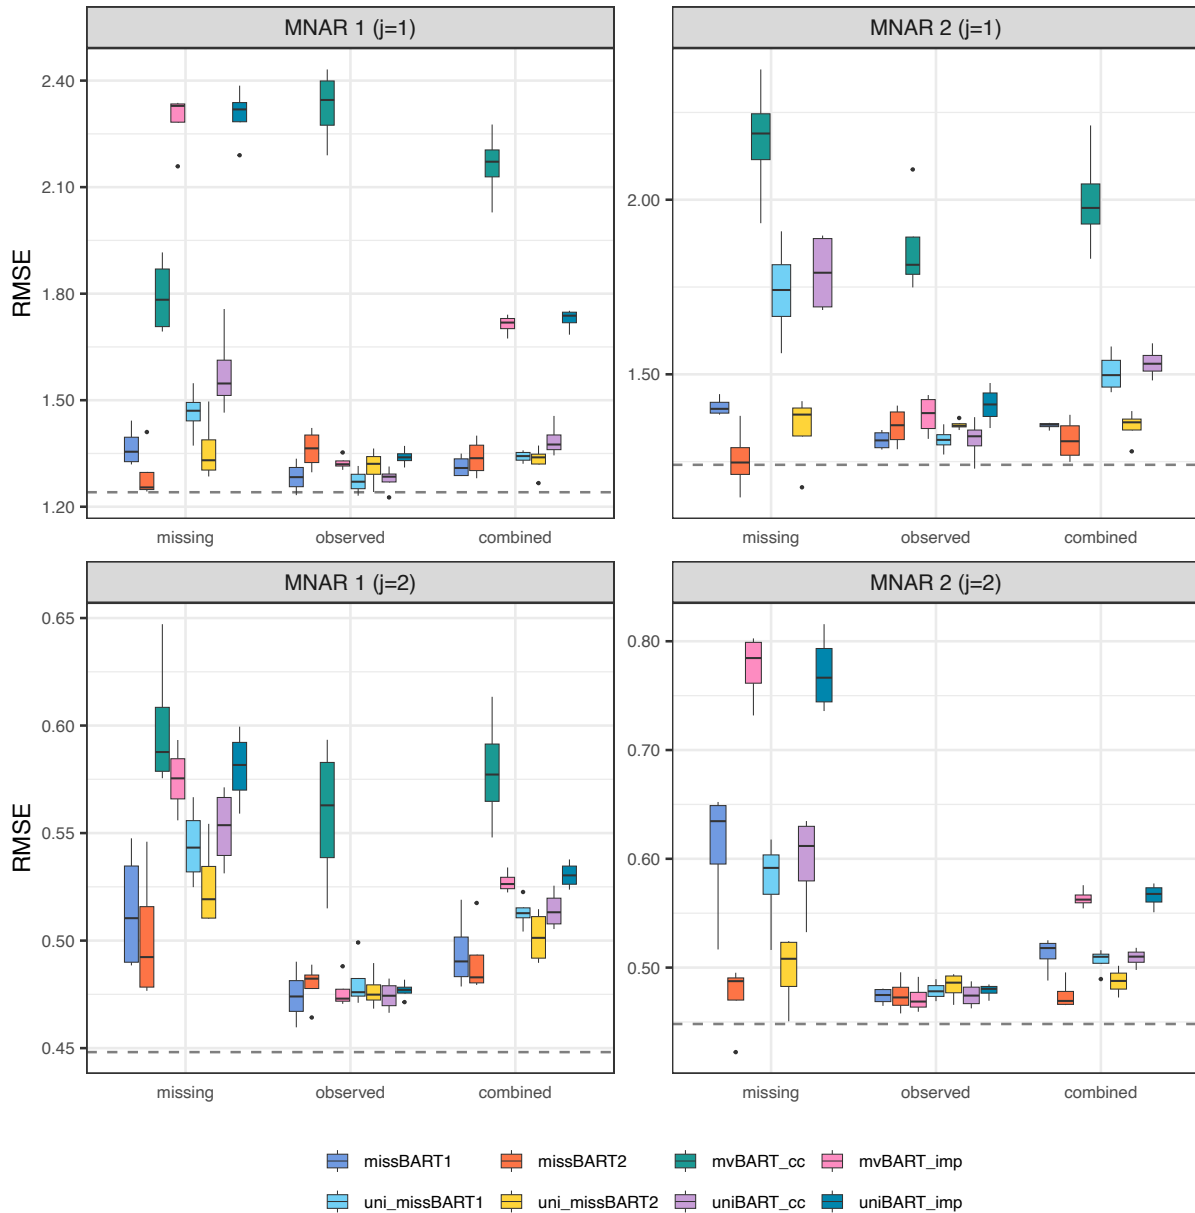 MNAR 1 (j=1)
MNAR 2 (j=1)
RMSE
2.40
2.10
1.80
1.50
1.20
2.00
1.50
missing
observed
combined
missing
observed
combined
MNAR 1 (j=2)
MNAR 2 (j=2)
RMSE
0.65
0.60
0.55
0.50
0.45
0.80
0.70
0.60
0.50
missing
observed
combined
missing
observed
combined
missBART1
missBART2
mvBART_cc
mvBART_imp
uni_missBART1
uni_missBART2
uniBART_cc
uniBART_imp